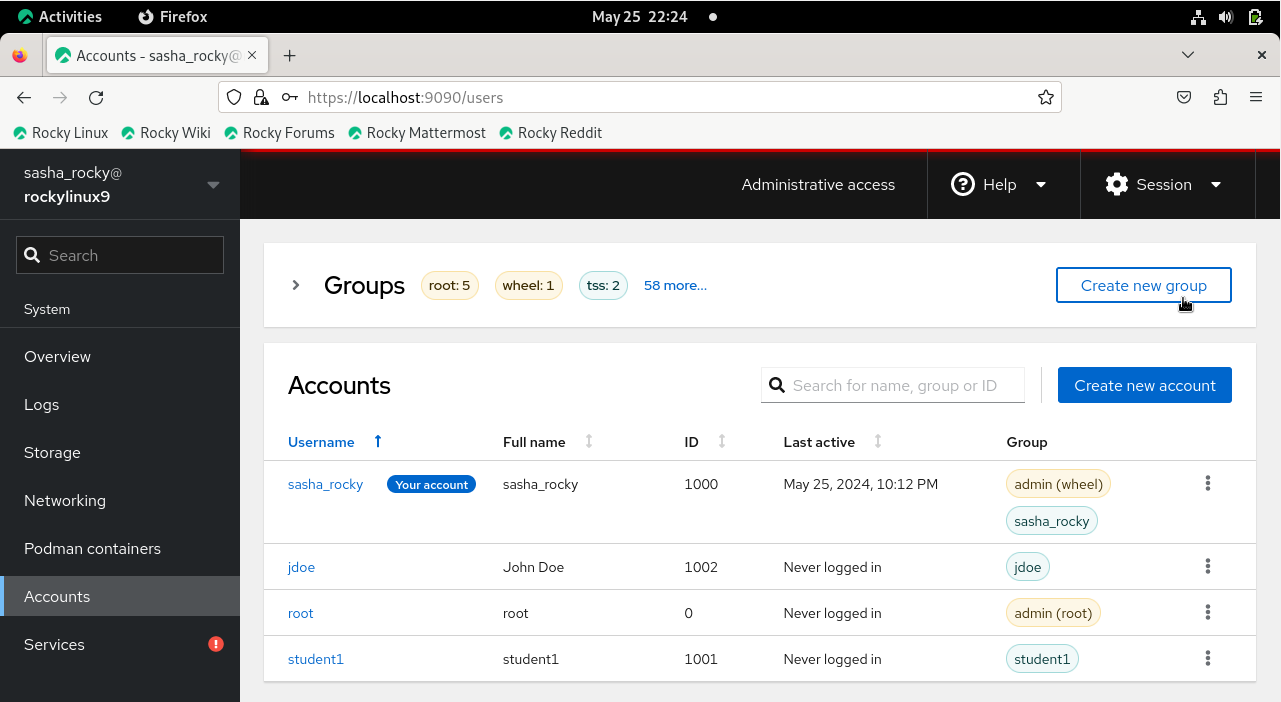 Activities Firefox May 25 22:24
Accounts - sasha_rocky@
https://localhost:9090/users
Rocky Linux Rocky Wiki Rocky Forums Rocky Mattermost Rocky Reddit
sasha_rocky@
rockylinux9
Administrative access Help Session
Search
System
Overview
Logs
Storage
Networking
Podman containers
Accounts
Services
Groups root: 5 wheel: 1 tss: 2 58 more... Create new group
Accounts Search for name, group or ID Create new account
Username Full name ID Last active Group
sasha_rocky Your account sasha_rocky 1000 May 25, 2024, 10:12 PM admin (wheel)
sasha_rocky
jdoe John Doe 1002 Never logged in jdoe
root root 0 Never logged in admin (root)
student1 student1 1001 Never logged in student1